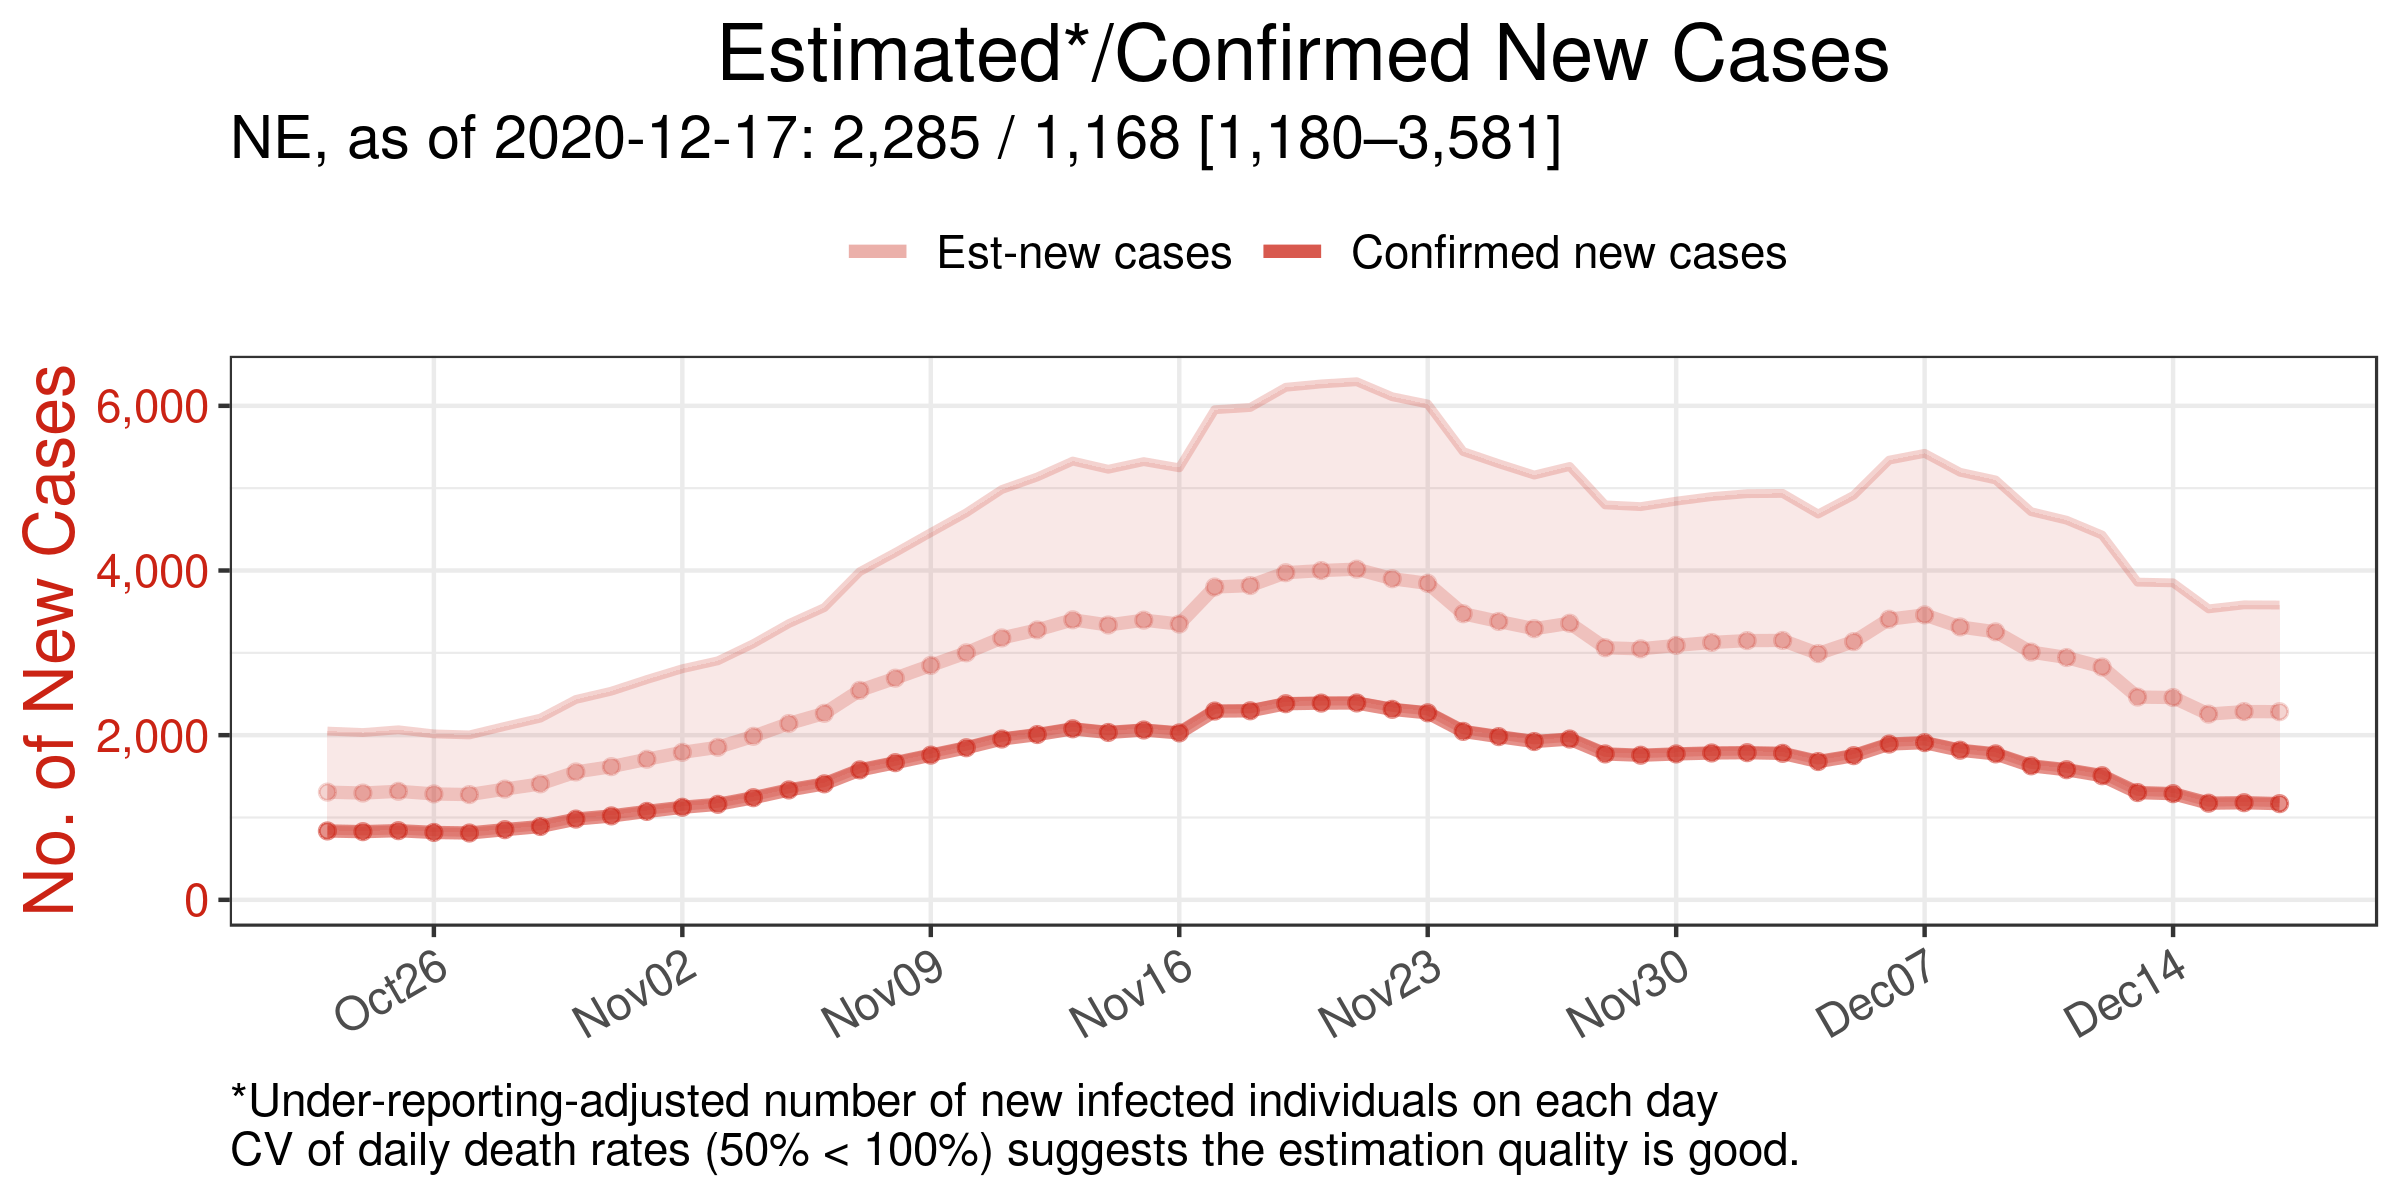 Estimated*/Confirmed New Cases
NE, as of 2020-12-17: 2,285 / 1,168 [1,180–3,581]
Est-new cases Confirmed new cases
No. of New Cases
6,000
4,000
2,000
0
Oct26 Nov02 Nov09 Nov16 Nov23 Nov30 Dec07 Dec14
*Under-reporting-adjusted number of new infected individuals on each day
CV of daily death rates (50% < 100%) suggests the estimation quality is good.